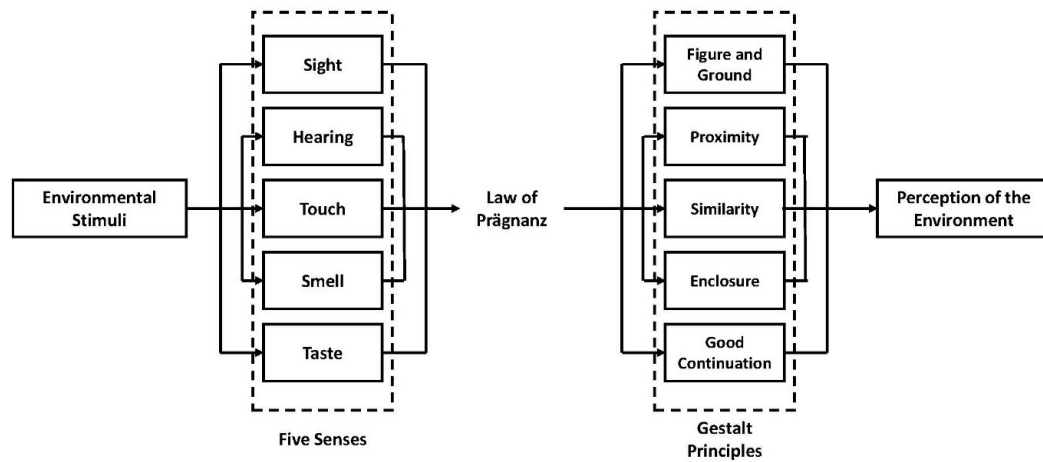 Environmental
Stimuli
Sight
Hearing
Touch
Smell
Taste
Five Senses
Law of
Prägnanz
Figure and
Ground
Proximity
Similarity
Enclosure
Good
Continuation
Gestalt
Principles
Perception of the
Environment